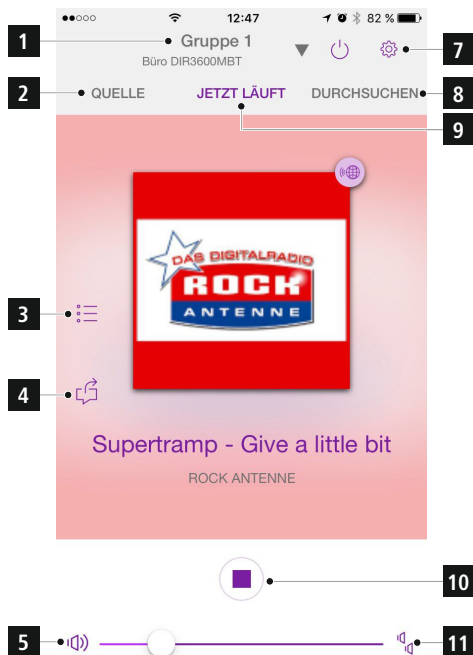 12:47
82 %
1
Gruppe 1
7
Büro DIR3600MBT
2
QUELLE
JETZT LÄUFT
DURCHSUCHEN
8
9
DAS DIGITALRADIO
ROCK
ANTENNE
3
4
Supertramp - Give a little bit
ROCK ANTENNE
10
5
11